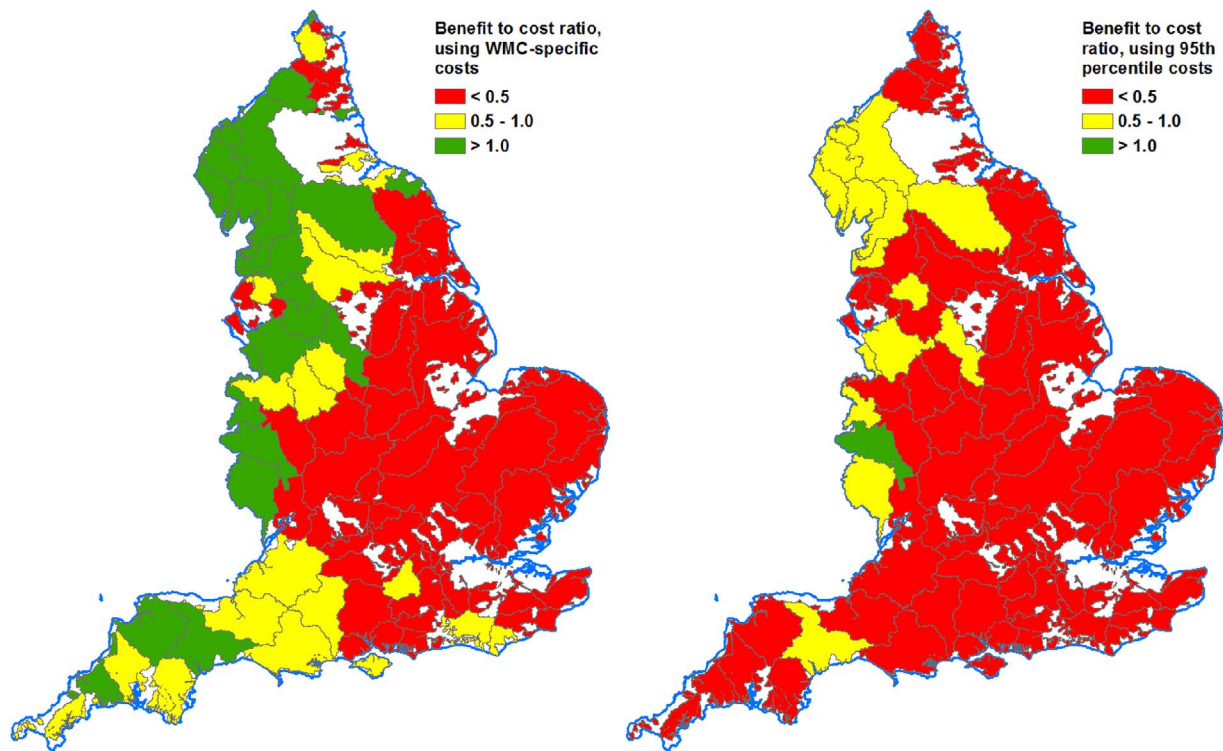 Benefit to cost ratio,
using WMC-specific
costs
< 0.5
0.5 - 1.0
> 1.0
Benefit to cost
ratio, using 95th
percentile costs
< 0.5
0.5 - 1.0
> 1.0